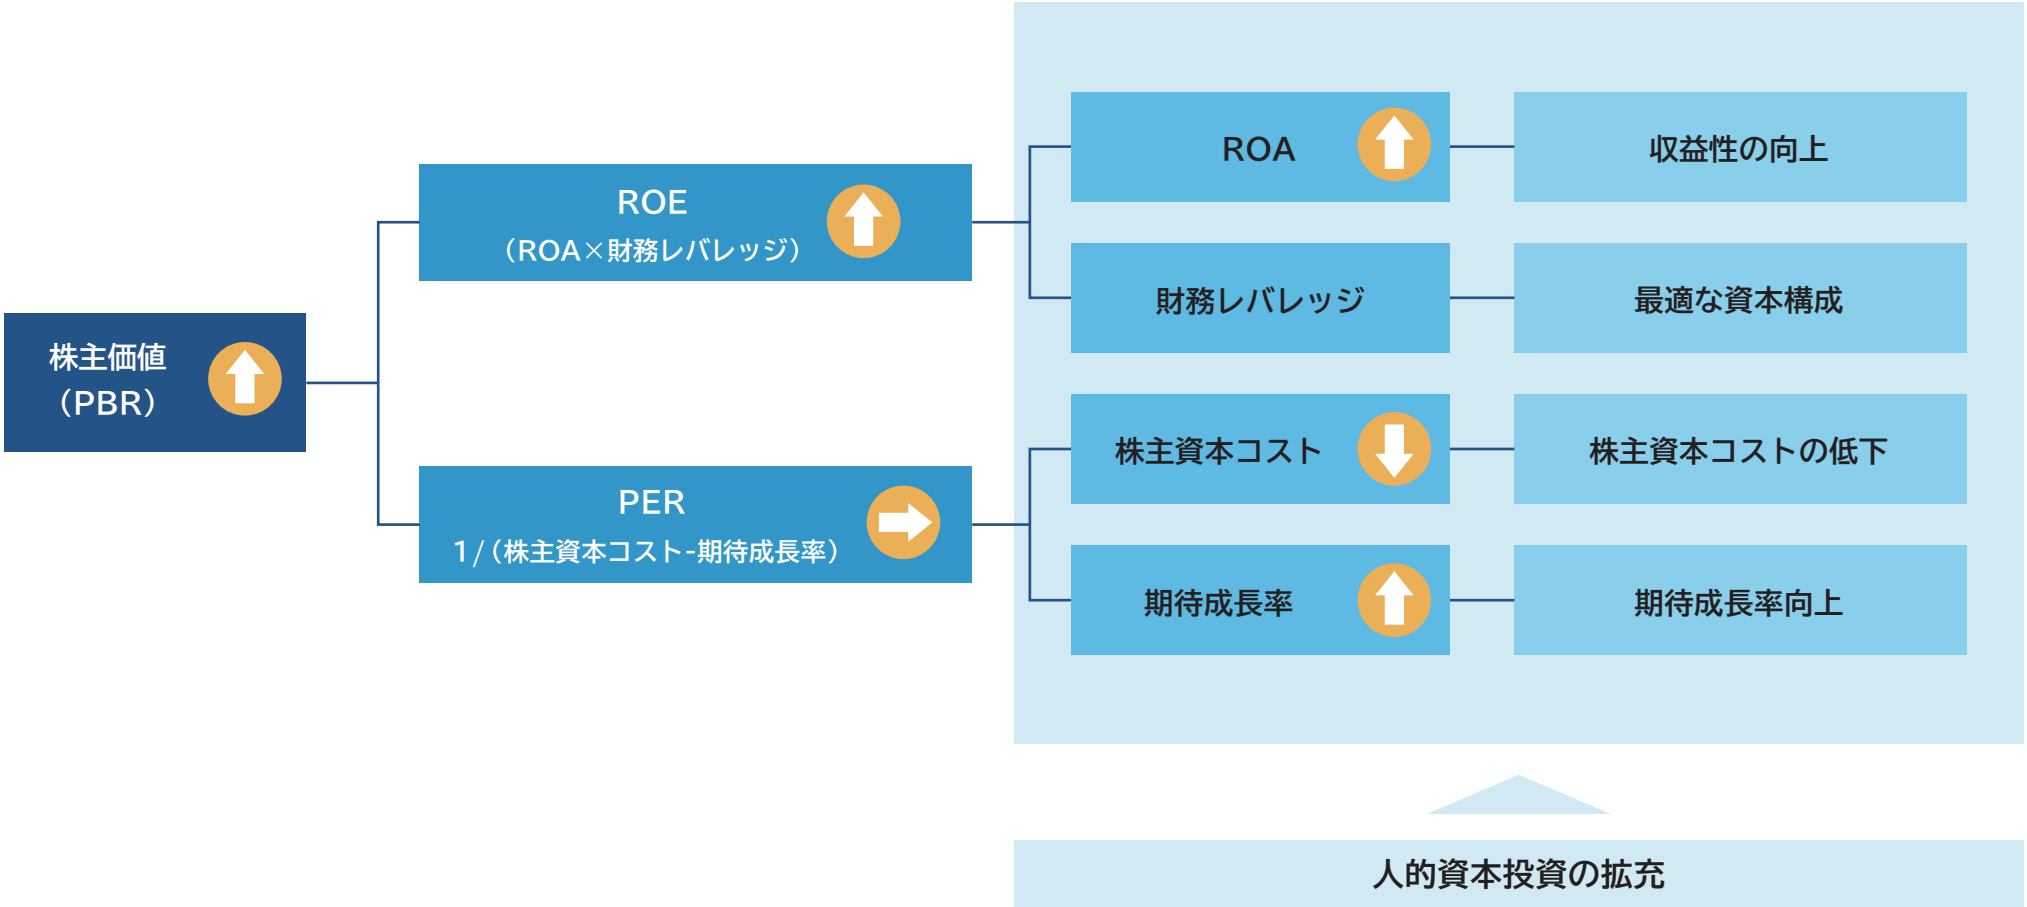 株主価値
（PBR）
ROE
（ROA×財務レバレッジ）
PER
1/（株主資本コスト-期待成長率）
ROA
収益性の向上
財務レバレッジ
最適な資本構成
株主資本コスト
株主資本コストの低下
期待成長率
期待成長率向上
人的資本投資の拡充